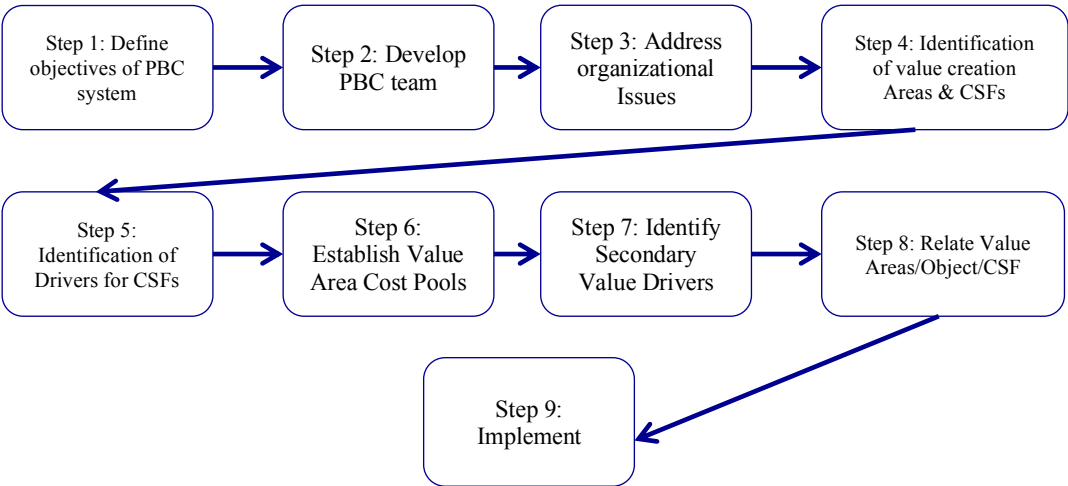 Step 1: Define
objectives of PBC
system
Step 2: Develop
PBC team
Step 3: Address
organizational
Issues
Step 4: Identification
of value creation
Areas & CSFs
Step 5:
Identification of
Drivers for CSFs
Step 6:
Establish Value
Area Cost Pools
Step 7: Identify
Secondary
Value Drivers
Step 8: Relate Value
Areas/Object/CSF
Step 9:
Implement